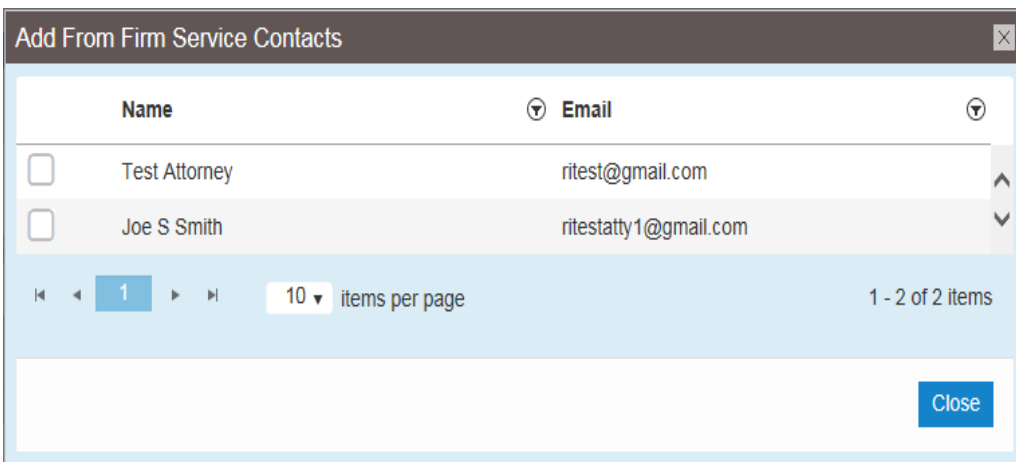 Add From Firm Service Contacts
Name Email
Test Attorney ritest@gmail.com
Joe S Smith ritestatty1@gmail.com
1 10 items per page 1 - 2 of 2 items
Close